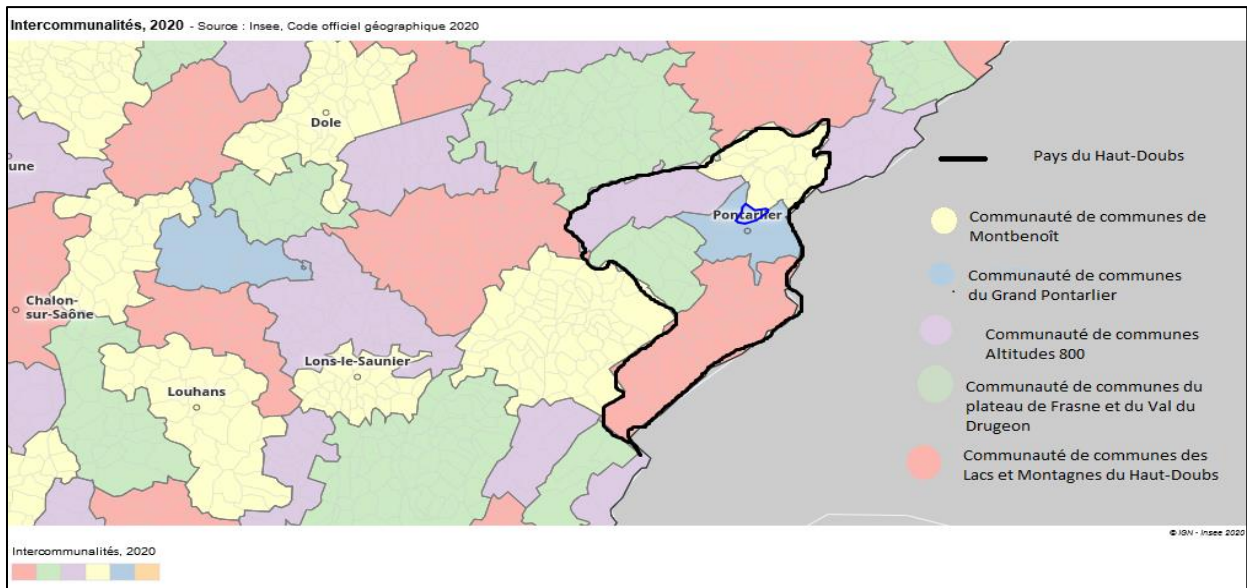 Intercommunalités, 2020 - Source : Insee, Code officiel géographique 2020
Dole
une
Pays du Haut-Doubs
Pontarlier
Communauté de communes de
Montbenoît
Communauté de communes
du Grand Pontarlier
Chalon-
sur-Saône
Communauté de communes
Altitudes 800
Lons-le-Saunier
Louhans
Communauté de communes du
plateau de Frasne et du Val du
Drugeon
Communauté de communes des
Lacs et Montagnes du Haut-Doubs
© IGN - Insee 2020
Intercommunalités, 2020